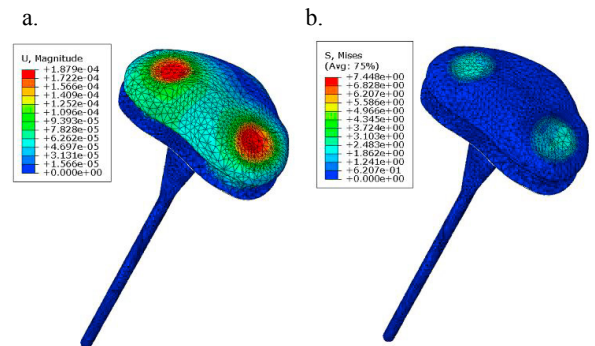 a.
U, Magnitude
+1.879e-04
+1.722e-04
+1.566e-04
+1.409e-04
+1.252e-04
+1.096e-04
+9.393e-05
+7.828e-05
+6.262e-05
+4.697e-05
+3.131e-05
+1.566e-05
+0.000e+00
b.
S, Mises
(Avg: 75%)
+7.448e+00
+6.828e+00
+6.207e+00
+5.586e+00
+4.966e+00
+4.345e+00
+3.724e+00
+3.103e+00
+2.483e+00
+1.862e+00
+1.241e+00
+6.207e-01
+0.000e+00